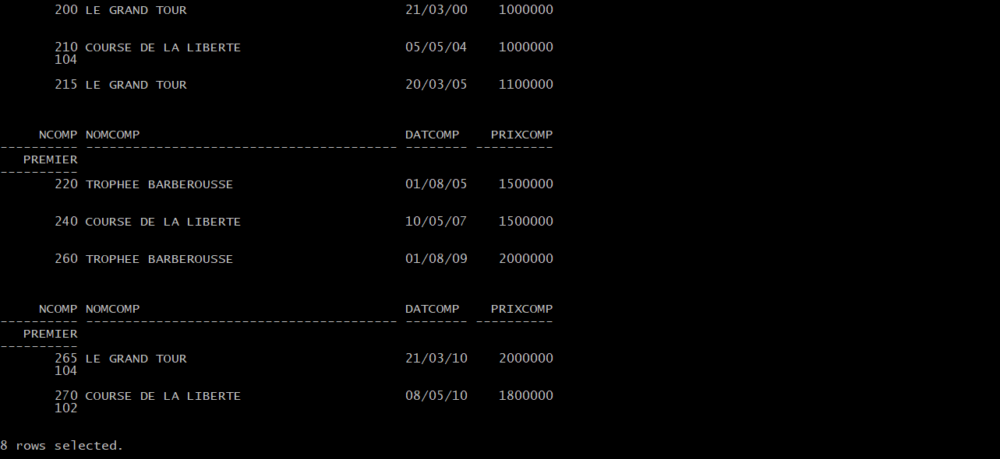 200 LE GRAND TOUR 21/03/00 1000000
210 COURSE DE LA LIBERTE 05/05/04 1000000
104
215 LE GRAND TOUR 20/03/05 1100000
NCOMP NOMCOMP DATCOMP PRIXCOMP
---------- ---------------------------------------- -------- ----------
PREMIER
----------
220 TROPHEE BARBEROUSSE 01/08/05 1500000
240 COURSE DE LA LIBERTE 10/05/07 1500000
260 TROPHEE BARBEROUSSE 01/08/09 2000000
NCOMP NOMCOMP DATCOMP PRIXCOMP
---------- ---------------------------------------- -------- ----------
PREMIER
----------
265 LE GRAND TOUR 21/03/10 2000000
104
270 COURSE DE LA LIBERTE 08/05/10 1800000
102
8 rows selected.